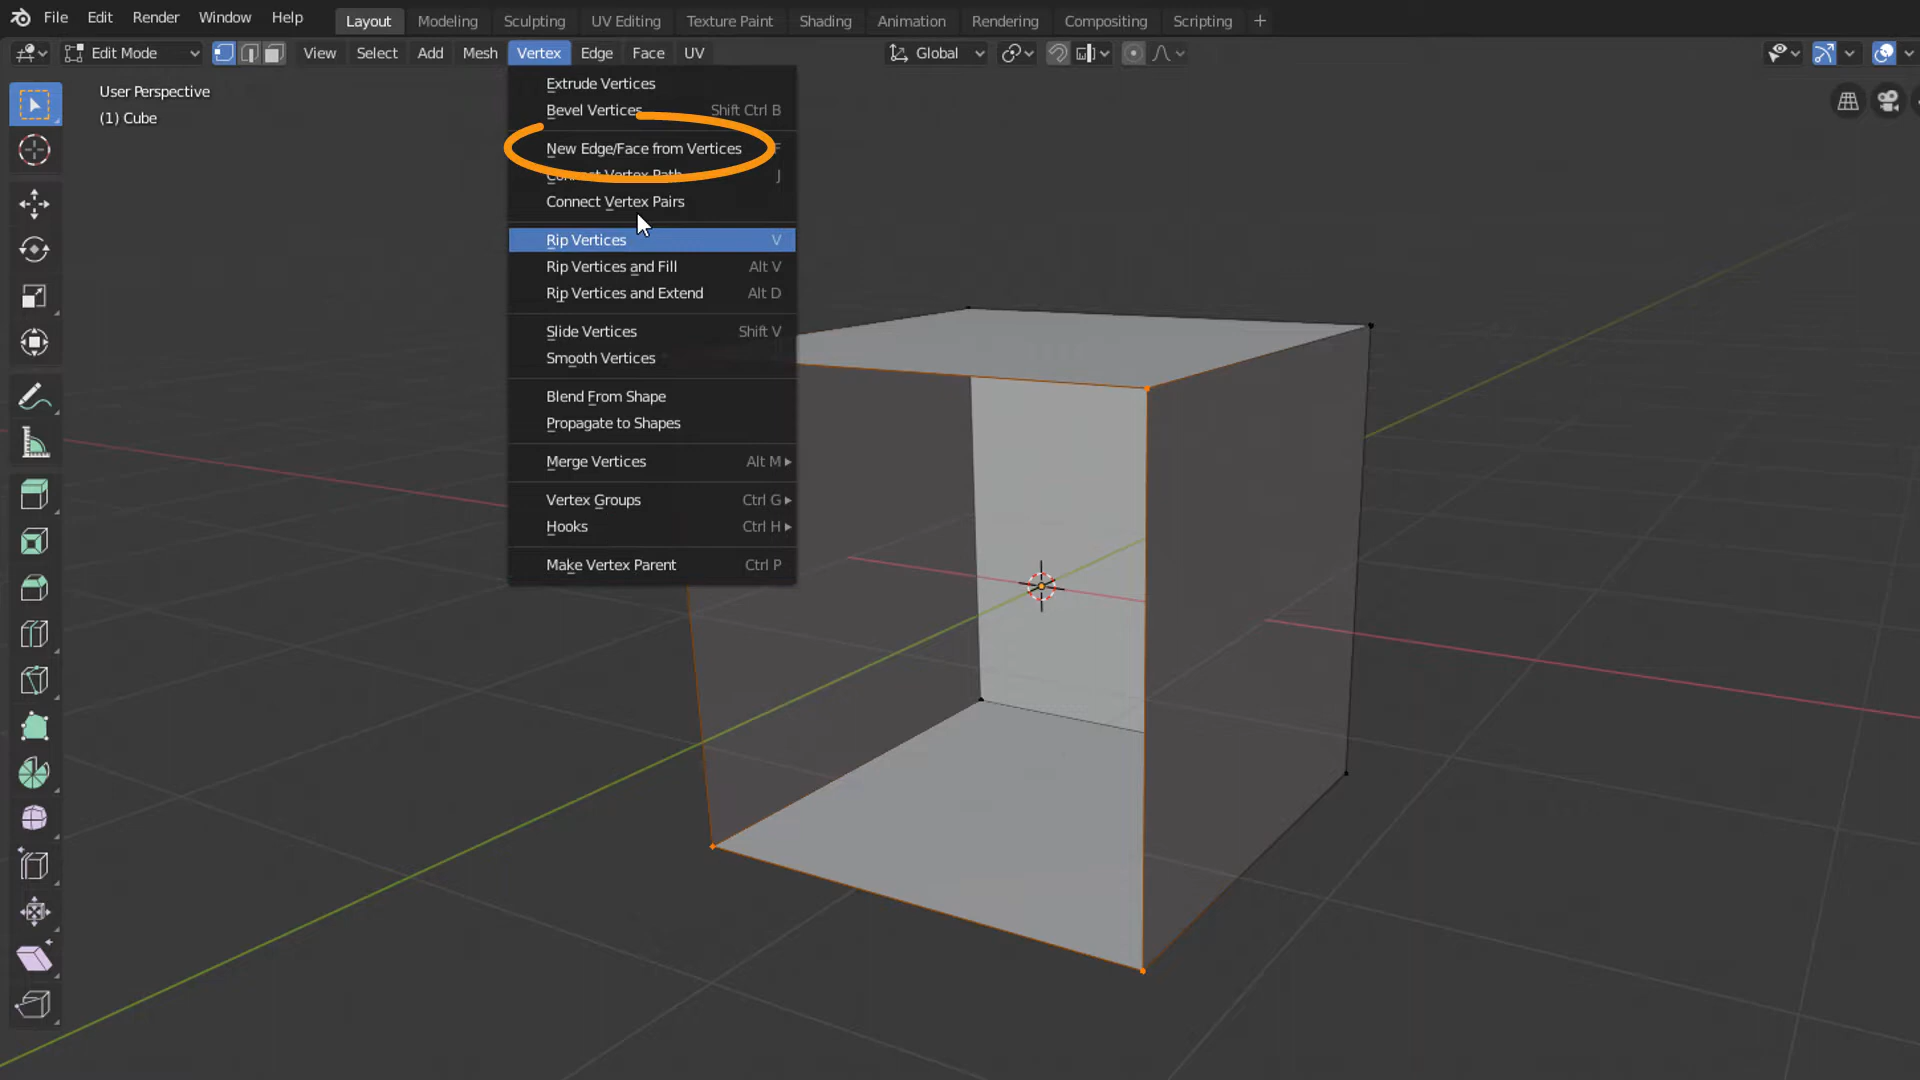 File Edit Render Window Help Layout Modeling Sculpting UV Editing Texture Paint Shading Animation Rendering Compositing Scripting +
Edit Mode View Select Add Mesh Vertex Edge Face UV Global
User Perspective
(1) Cube
Extrude Vertices
Bevel Vertices Shift Ctrl B
New Edge/Face from Vertices F
Connect Vertex Path J
Connect Vertex Pairs
Rip Vertices V
Rip Vertices and Fill Alt V
Rip Vertices and Extend Alt D
Slide Vertices Shift V
Smooth Vertices
Blend From Shape
Propagate to Shapes
Merge Vertices Alt M
Vertex Groups Ctrl G
Hooks Ctrl H
Make Vertex Parent Ctrl P